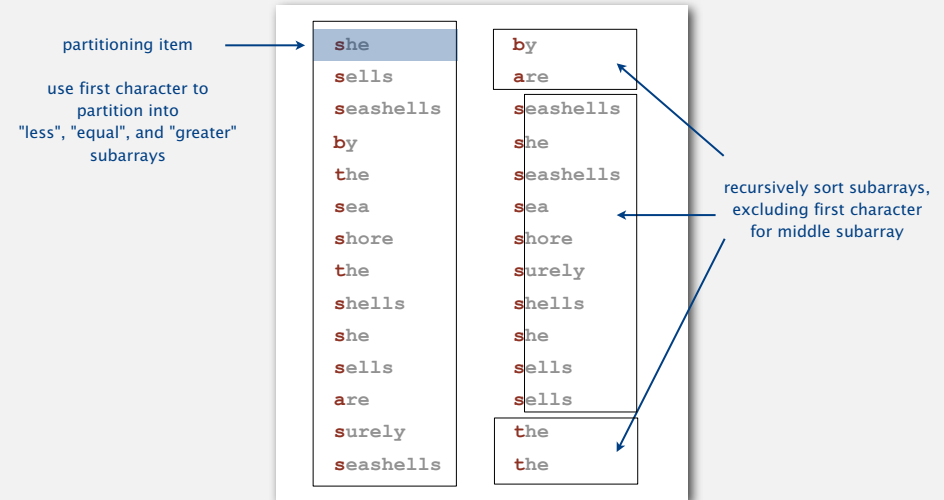 partitioning item
use first character to
partition into
"less", "equal", and "greater"
subarrays
she
sells
seashells
by
the
sea
shore
the
shells
she
sells
are
surely
seashells
by
are
seashells
she
seashells
sea
shore
surely
shells
she
sells
sells
the
the
recursively sort subarrays,
excluding first character
for middle subarray